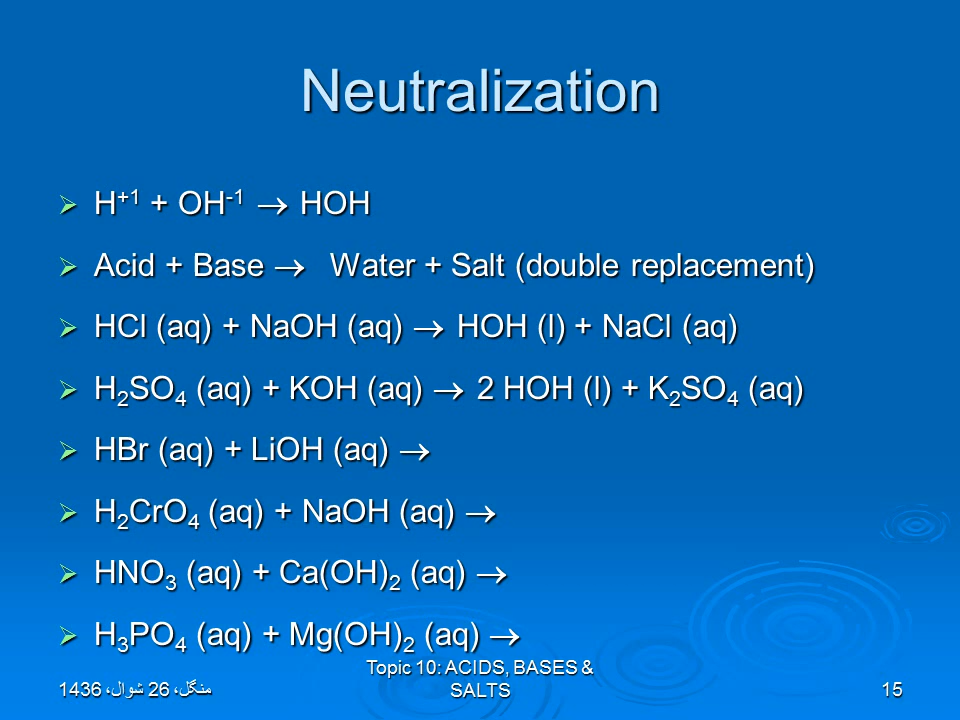 Neutralization
H⁺¹ + OH⁻¹ → HOH
Acid + Base → Water + Salt (double replacement)
HCl (aq) + NaOH (aq) → HOH (l) + NaCl (aq)
H₂SO₄ (aq) + KOH (aq) → 2 HOH (l) + K₂SO₄ (aq)
HBr (aq) + LiOH (aq) →
H₂CrO₄ (aq) + NaOH (aq) →
HNO₃ (aq) + Ca(OH)₂ (aq) →
H₃PO₄ (aq) + Mg(OH)₂ (aq) →
منگل، 26 شوال، 1436
Topic 10: ACIDS, BASES &
SALTS
15